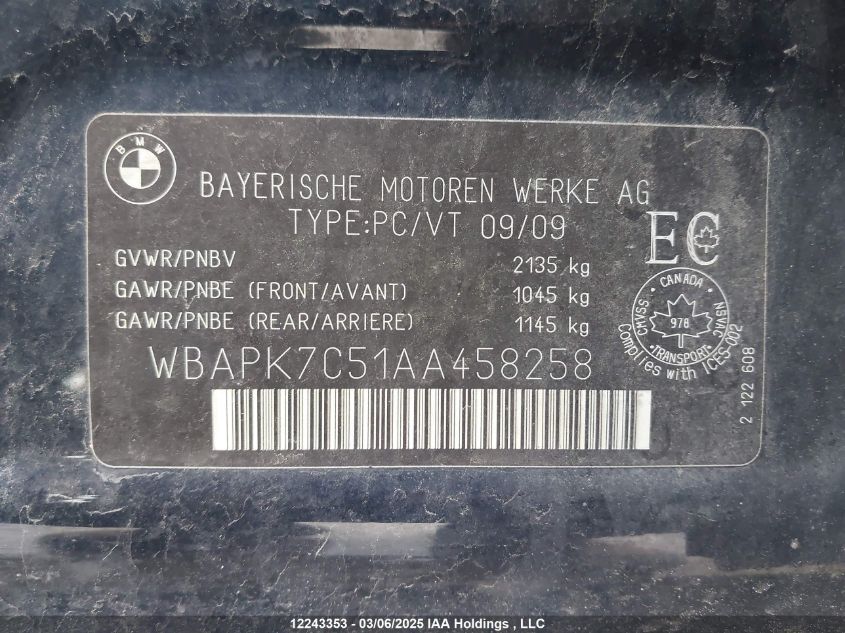 BMW
BAYERISCHE MOTOREN WERKE AG
TYPE:PC/VT 09/09
EC
GVWR/PNBV 2135 kg
GAWR/PNBE (FRONT/AVANT) 1045 kg
GAWR/PNBE (REAR/ARRIERE) 1145 kg
CANADA
CMVSS
978
NSVAC
TRANSPORT
Complies with ICES-002
2 122 608
WBAPK7C51AA458258
12243353 - 03/06/2025 IAA Holdings , LLC